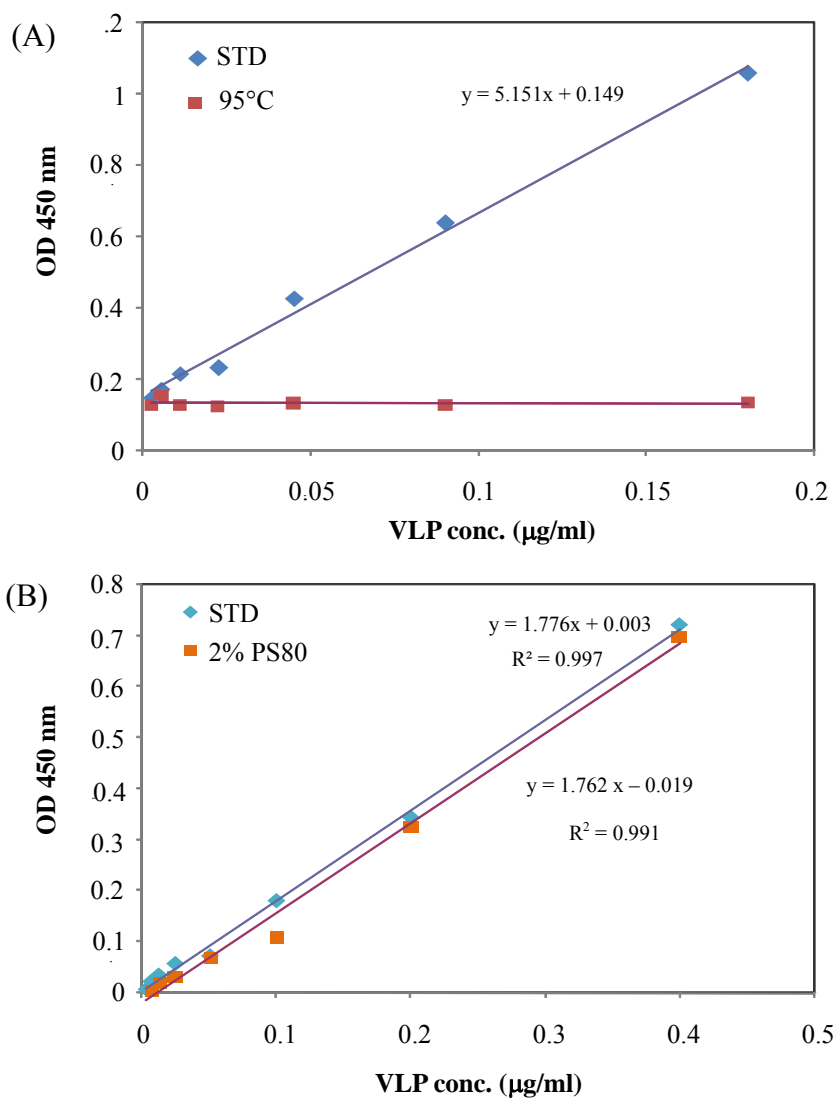 (A)
.2
STD
95°C
y = 5.151x + 0.149
1
0.8
0.6
0.4
0.2
0
OD 450 nm
0
0.05
0.1
0.15
0.2
VLP conc. (µg/ml)
(B)
0.8
STD
2% PS80
y = 1.776x + 0.003
R² = 0.997
0.7
0.6
0.5
0.4
0.3
0.2
0.1
0
y = 1.762 x – 0.019
R² = 0.991
OD 450 nm
0
0.1
0.2
0.3
0.4
0.5
VLP conc. (µg/ml)